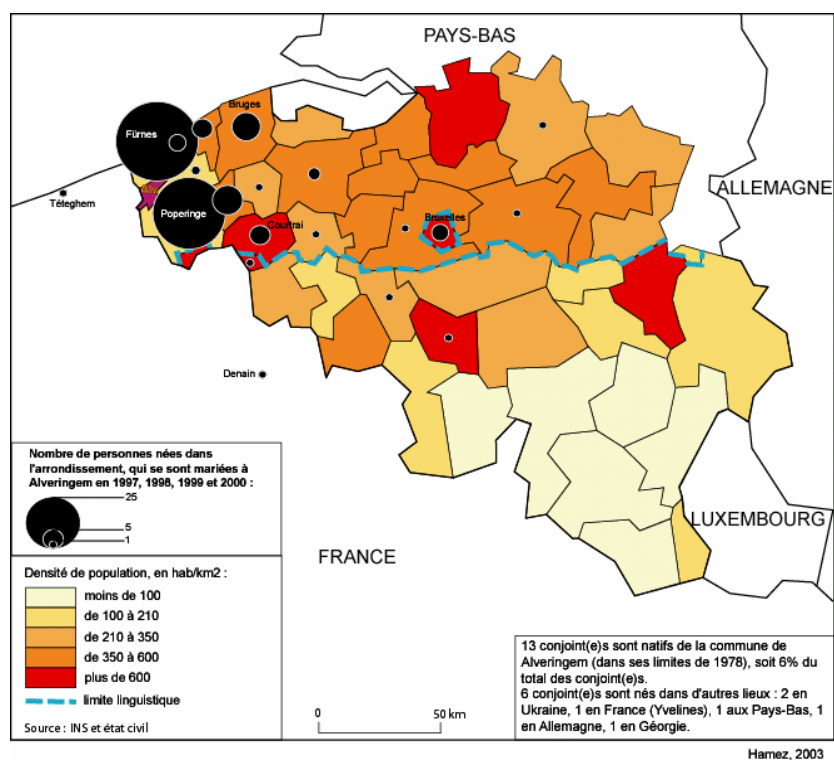 PAYS-BAS
Bruges
Fürnes
ALLEMAGNE
Téteghem
Alv.
Poperinge
Courtrai
Bruxelles
Denain
Nombre de personnes nées dans
l'arrondissement, qui se sont mariées à
Alveringem en 1997, 1998, 1999 et 2000 :
25
5
1
LUXEMBOURG
FRANCE
Densité de population, en hab/km2 :
moins de 100
de 100 à 210
de 210 à 350
de 350 à 600
plus de 600
limite linguistique
Source : INS et état civil
0
50 km
13 conjoint(e)s sont natifs de la commune de
Alveringem (dans ses limites de 1978), soit 6% du
total des conjoint(e)s.
6 conjoint(e)s sont nés dans d'autres lieux : 2 en
Ukraine, 1 en France (Yvelines), 1 aux Pays-Bas, 1
en Allemagne, 1 en Géorgie.
Hamez, 2003